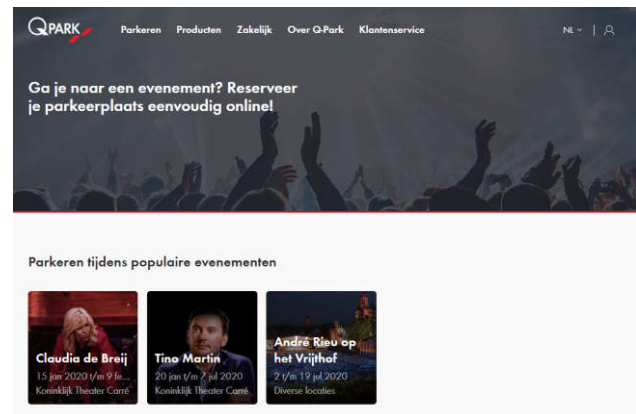 QPARK
Parkeren Producten Zakelijk Over Q-Park Klantenservice NL
Ga je naar een evenement? Reserveer
je parkeerplaats eenvoudig online!
Parkeren tijdens populaire evenementen
Claudia de Breij
15 jan 2020 t/m 9 fe...
Koninklijk Theater Carré
Tino Martin
20 jan t/m 7 jul 2020
Koninklijk Theater Carré
André Rieu op
het Vrijthof
2 t/m 19 jul 2020
Diverse locaties